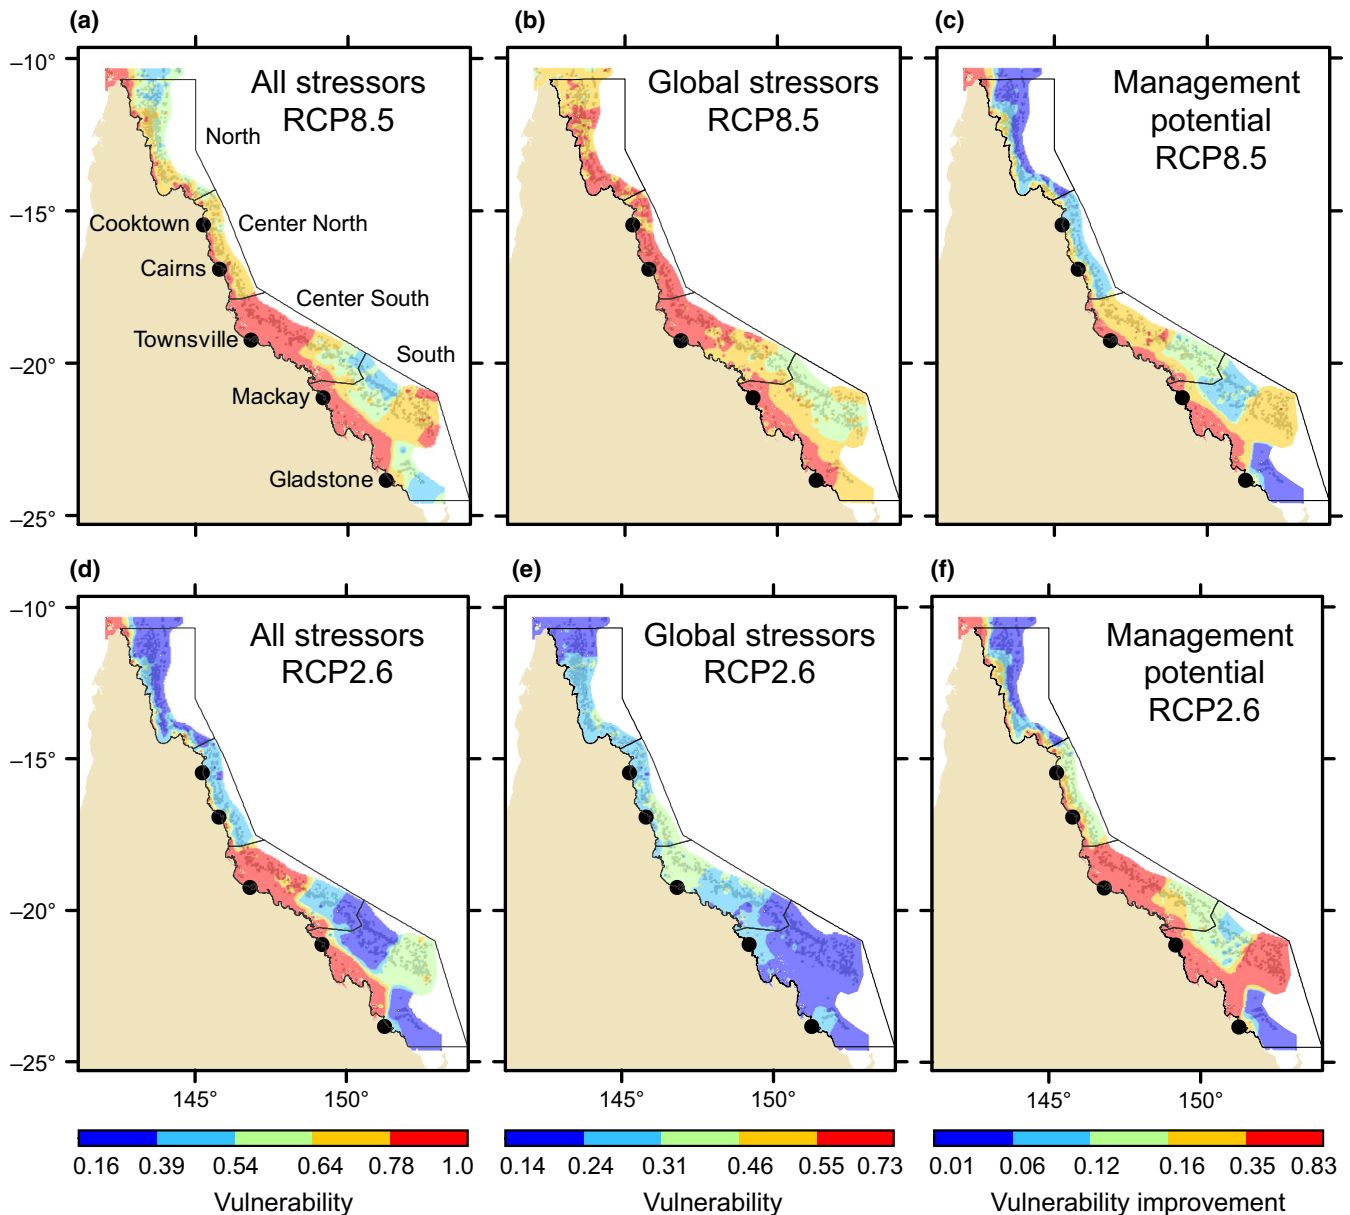 (a)
(b)
(c)
−10°
−15°
−20°
−25°
All stressors
RCP8.5
North
Cooktown
Center North
Cairns
Center South
Townsville
South
Mackay
Gladstone
Global stressors
RCP8.5
Management
potential
RCP8.5
(d)
(e)
(f)
−10°
−15°
−20°
−25°
All stressors
RCP2.6
Global stressors
RCP2.6
Management
potential
RCP2.6
145° 150°
145° 150°
145° 150°
0.16 0.39 0.54 0.64 0.78 1.0
Vulnerability
0.14 0.24 0.31 0.46 0.55 0.73
Vulnerability
0.01 0.06 0.12 0.16 0.35 0.83
Vulnerability improvement